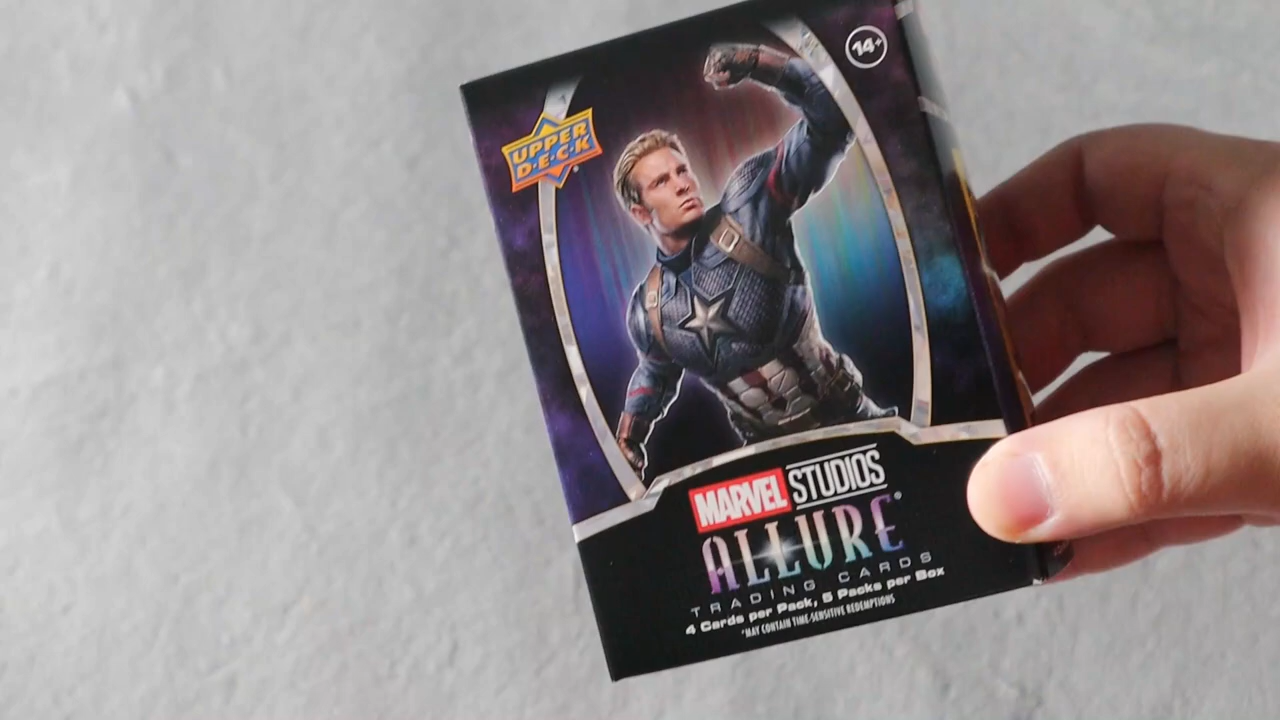 14+
UPPER
D·E·C·K
MARVEL STUDIOS
ALLURE®
TRADING CARDS
4 Cards per Pack, 5 Packs per Box
*MAY CONTAIN TIME-SENSITIVE REDEMPTIONS